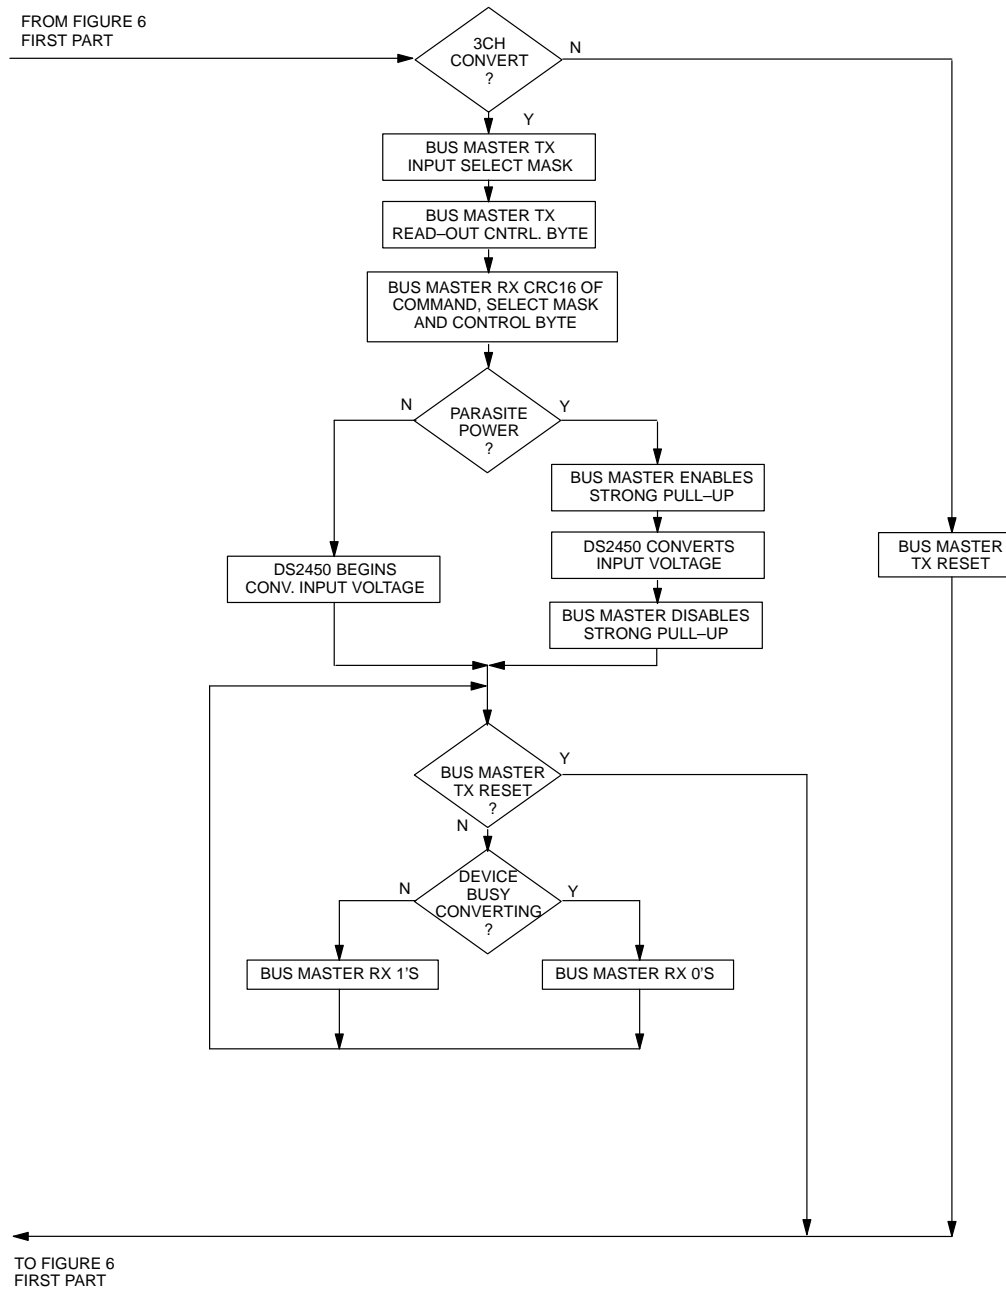 FROM FIGURE 6
FIRST PART
3CH
CONVERT
?
N
Y
BUS MASTER TX
INPUT SELECT MASK
BUS MASTER TX
READ–OUT CNTRL. BYTE
BUS MASTER RX CRC16 OF
COMMAND, SELECT MASK
AND CONTROL BYTE
N
PARASITE
POWER
?
Y
BUS MASTER ENABLES
STRONG PULL–UP
DS2450 CONVERTS
INPUT VOLTAGE
BUS MASTER
TX RESET
DS2450 BEGINS
CONV. INPUT VOLTAGE
BUS MASTER DISABLES
STRONG PULL–UP
BUS MASTER
TX RESET
?
Y
N
DEVICE
BUSY
CONVERTING
?
N
Y
BUS MASTER RX 1'S
BUS MASTER RX 0'S
TO FIGURE 6
FIRST PART